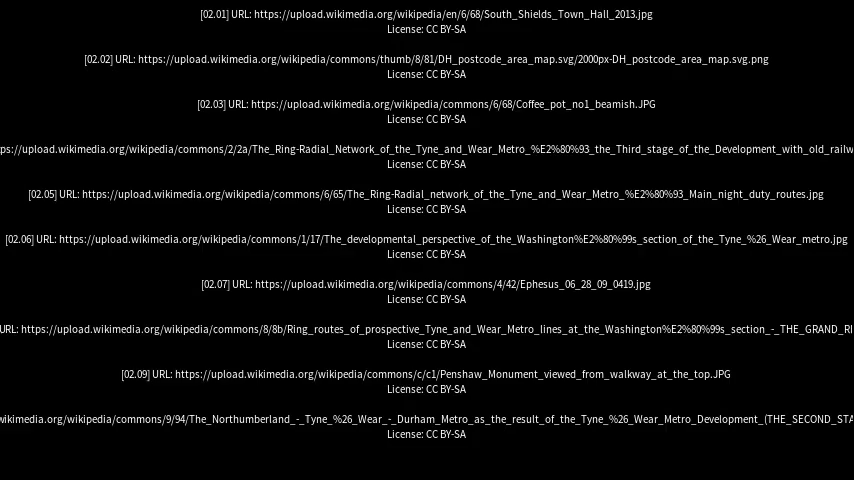 [02.01] URL: https://upload.wikimedia.org/wikipedia/en/6/68/South_Shields_Town_Hall_2013.jpg
License: CC BY-SA
[02.02] URL: https://upload.wikimedia.org/wikipedia/commons/thumb/8/81/DH_postcode_area_map.svg/2000px-DH_postcode_area_map.svg.png
License: CC BY-SA
[02.03] URL: https://upload.wikimedia.org/wikipedia/commons/6/68/Coffee_pot_no1_beamish.JPG
License: CC BY-SA
ps://upload.wikimedia.org/wikipedia/commons/2/2a/The_Ring-Radial_Network_of_the_Tyne_and_Wear_Metro_%E2%80%93_the_Third_stage_of_the_Development_with_old_railw
License: CC BY-SA
[02.05] URL: https://upload.wikimedia.org/wikipedia/commons/6/65/The_Ring-Radial_network_of_the_Tyne_and_Wear_Metro_%E2%80%93_Main_night_duty_routes.jpg
License: CC BY-SA
[02.06] URL: https://upload.wikimedia.org/wikipedia/commons/1/17/The_developmental_perspective_of_the_Washington%E2%80%99s_section_of_the_Tyne_%26_Wear_metro.jpg
License: CC BY-SA
[02.07] URL: https://upload.wikimedia.org/wikipedia/commons/4/42/Ephesus_06_28_09_0419.jpg
License: CC BY-SA
URL: https://upload.wikimedia.org/wikipedia/commons/8/8b/Ring_routes_of_prospective_Tyne_and_Wear_Metro_lines_at_the_Washington%E2%80%99s_section_-_THE_GRAND_RI
License: CC BY-SA
[02.09] URL: https://upload.wikimedia.org/wikipedia/commons/c/c1/Penshaw_Monument_viewed_from_walkway_at_the_top.JPG
License: CC BY-SA
wikimedia.org/wikipedia/commons/9/94/The_Northumberland_-_Tyne_%26_Wear_-_Durham_Metro_as_the_result_of_the_Tyne_%26_Wear_Metro_Development_(THE_SECOND_STA
License: CC BY-SA